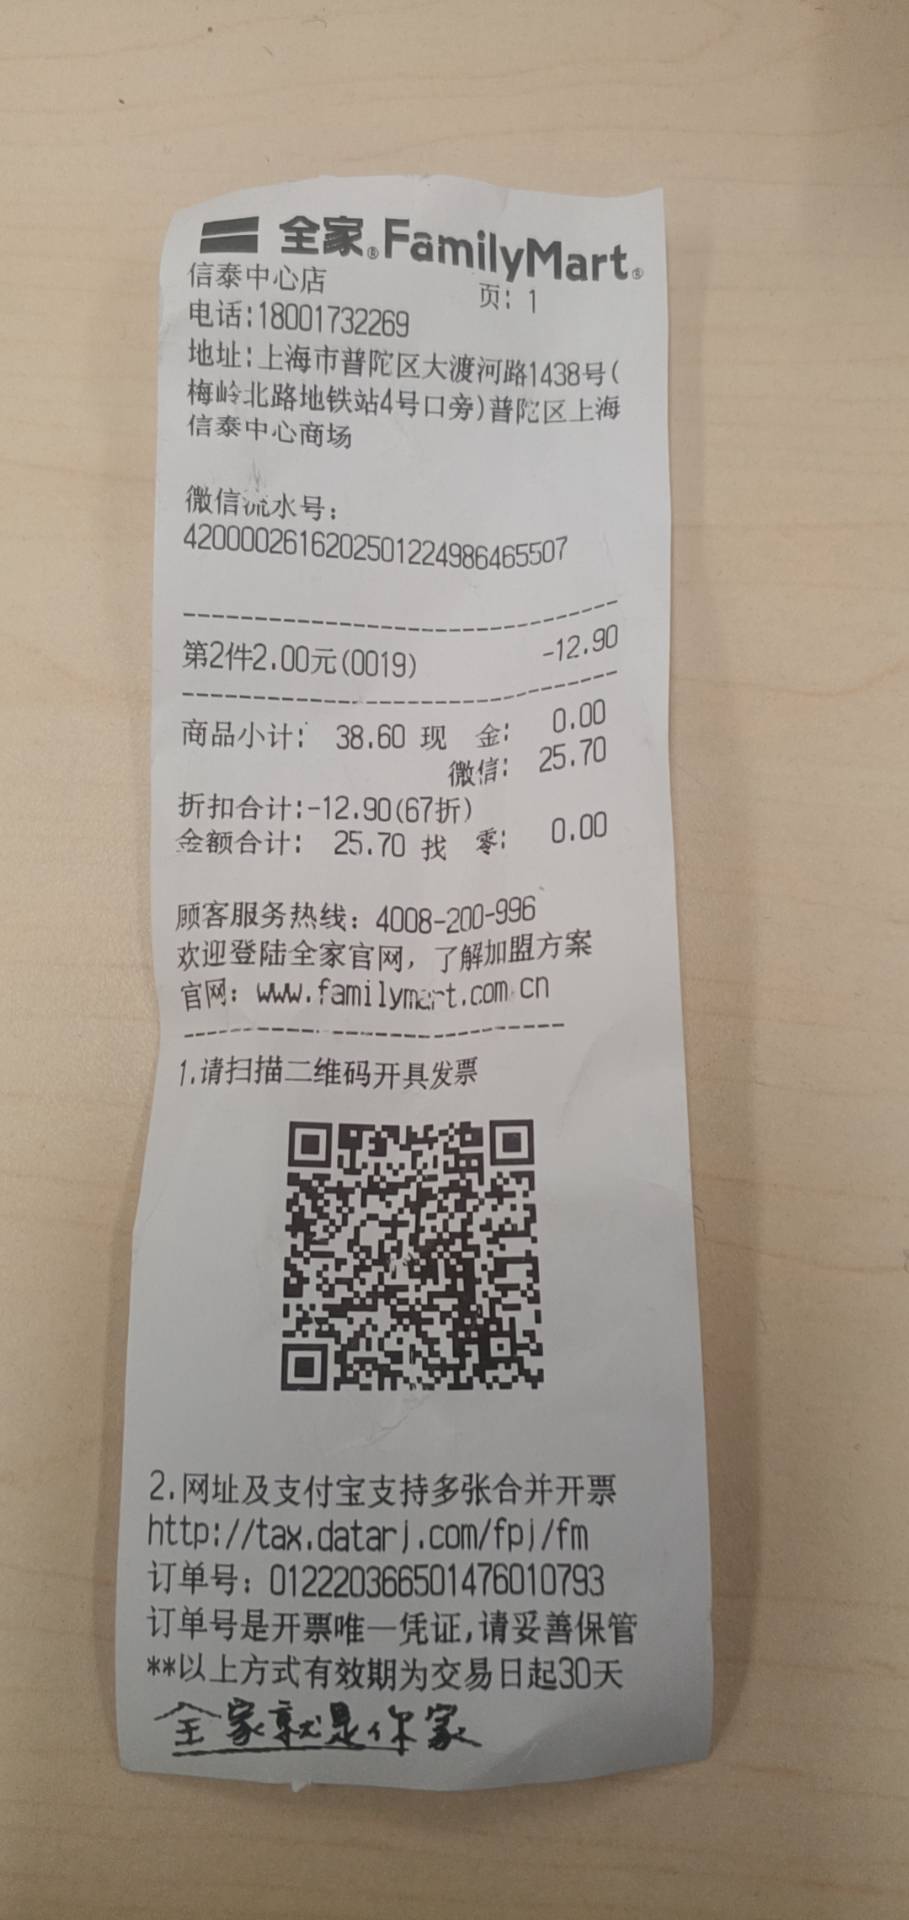 全家®FamilyMart®
信泰中心店 页: 1
电话:18001732269
地址:上海市普陀区大渡河路1438号(
梅岭北路地铁站4号口旁)普陀区上海
信泰中心商场
微信流水号:
4200002616202501224986465507
第2件2.00元(0019) -12.90
商品小计: 38.60 现 金: 0.00
微信: 25.70
折扣合计:-12.90(67折)
金额合计: 25.70 找 零: 0.00
顾客服务热线: 4008-200-996
欢迎登陆全家官网, 了解加盟方案
官网: www.familymart.com.cn
1.请扫描二维码开具发票
2.网址及支付宝支持多张合并开票
http://tax.datarj.com/fpj/fm
订单号: 0122203665014760​10793
订单号是开票唯一凭证,请妥善保管
**以上方式有效期为交易日起30天
全家就是你家